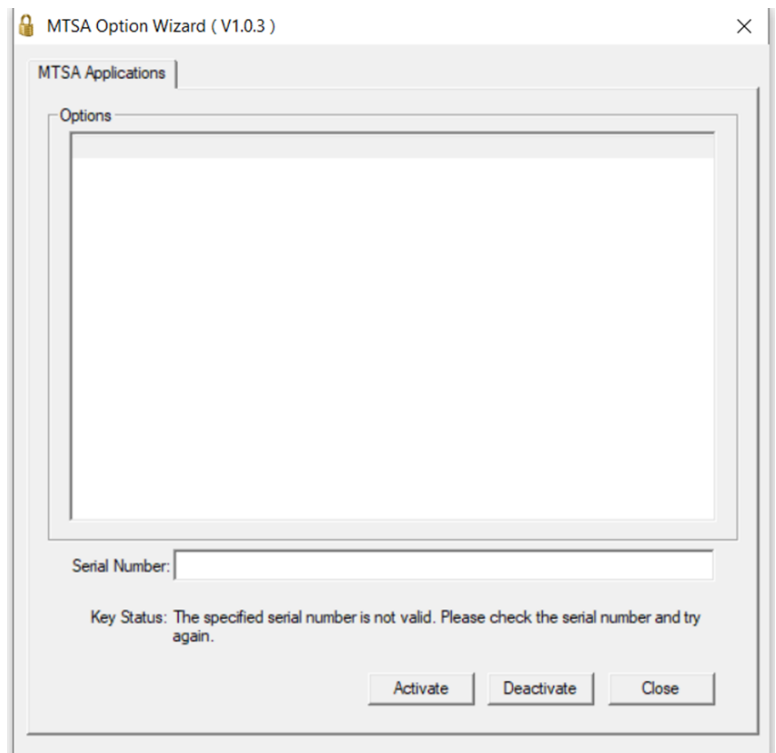 MTSA Option Wizard ( V1.0.3 )
MTSA Applications
Options
Serial Number:
Key Status: The specified serial number is not valid. Please check the serial number and try
again.
Activate Deactivate Close